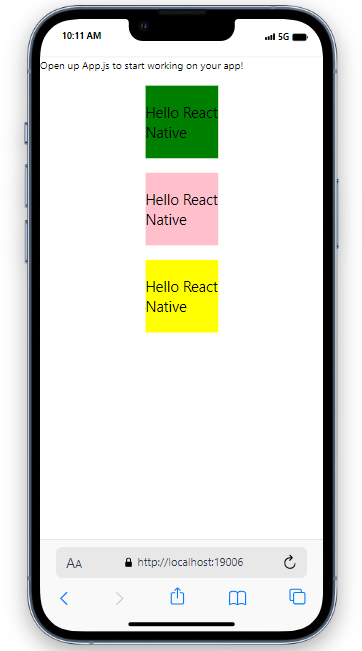 10:11 AM
5G
Open up App.js to start working on your app!
Hello React
Native
Hello React
Native
Hello React
Native
AA
http://localhost:19006